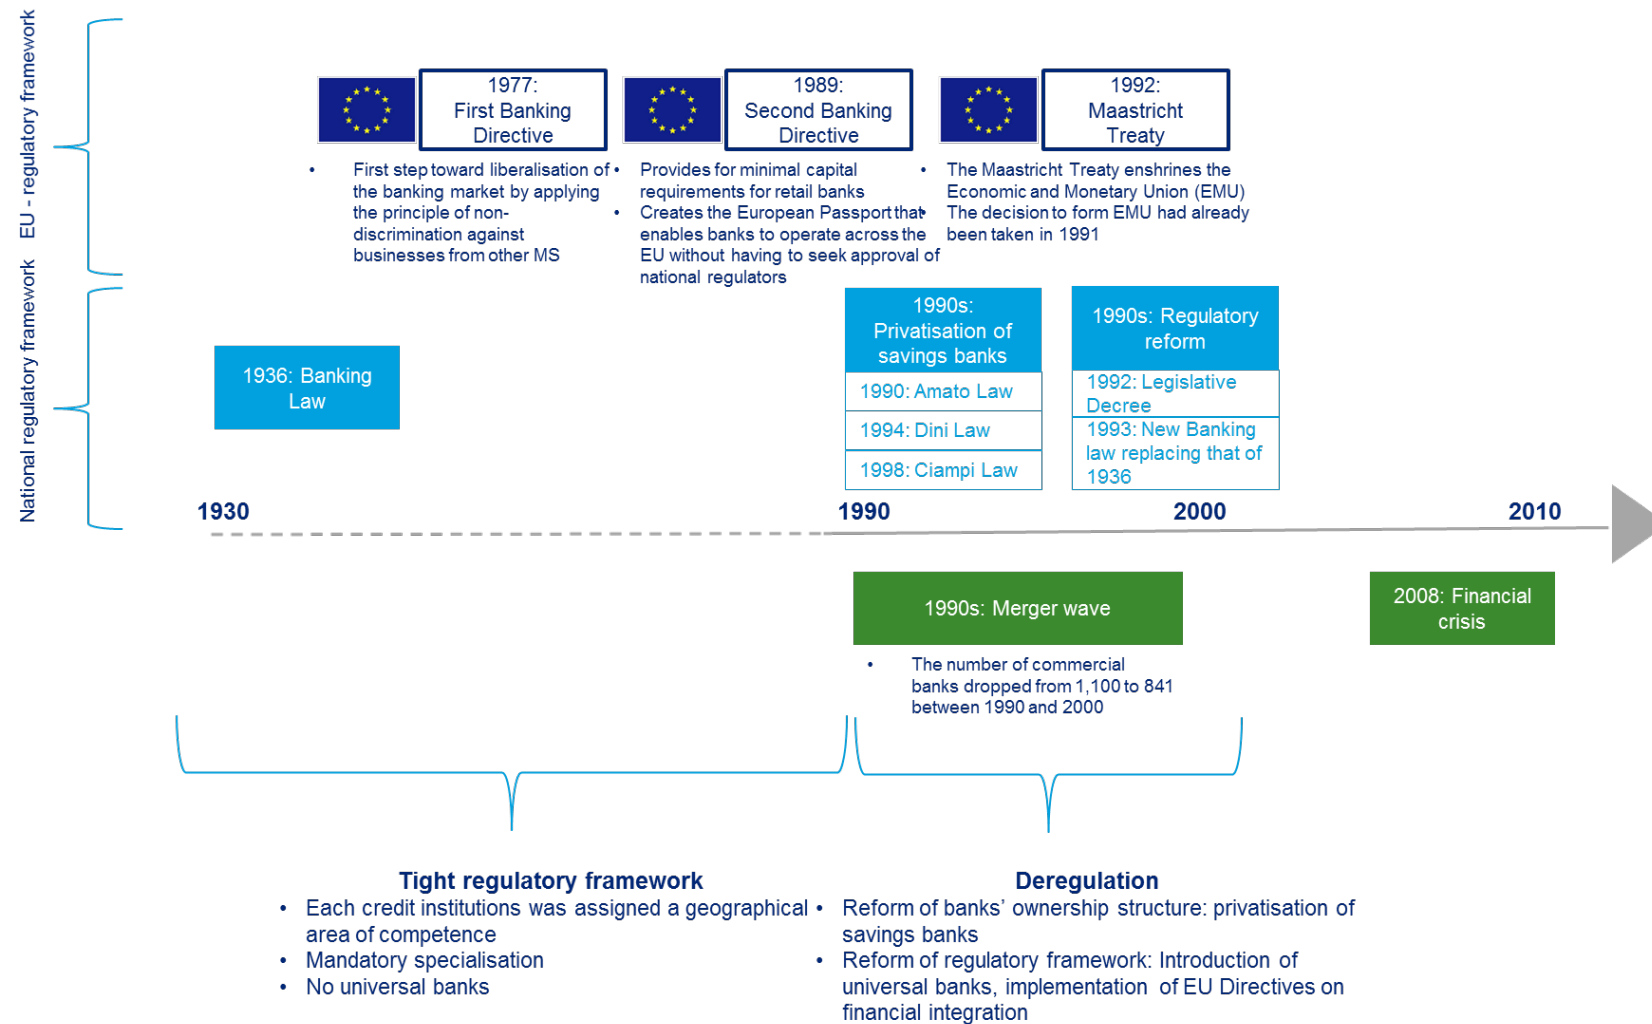 EU - regulatory framework
1977:
First Banking
Directive
• First step toward liberalisation of
the banking market by applying
the principle of non-
discrimination against
businesses from other MS
1989:
Second Banking
Directive
• Provides for minimal capital
requirements for retail banks
• Creates the European Passport that
enables banks to operate across the
EU without having to seek approval of
national regulators
1992:
Maastricht
Treaty
• The Maastricht Treaty enshrines the
Economic and Monetary Union (EMU)
• The decision to form EMU had already
been taken in 1991
National regulatory framework
1936: Banking
Law
1990s:
Privatisation of
savings banks
1990: Amato Law
1994: Dini Law
1998: Ciampi Law
1990s: Regulatory
reform
1992: Legislative
Decree
1993: New Banking
law replacing that of
1936
1930
1990
2000
2010
1990s: Merger wave
• The number of commercial
banks dropped from 1,100 to 841
between 1990 and 2000
2008: Financial
crisis
Tight regulatory framework
• Each credit institutions was assigned a geographical
area of competence
• Mandatory specialisation
• No universal banks
Deregulation
• Reform of banks’ ownership structure: privatisation of
savings banks
• Reform of regulatory framework: Introduction of
universal banks, implementation of EU Directives on
financial integration